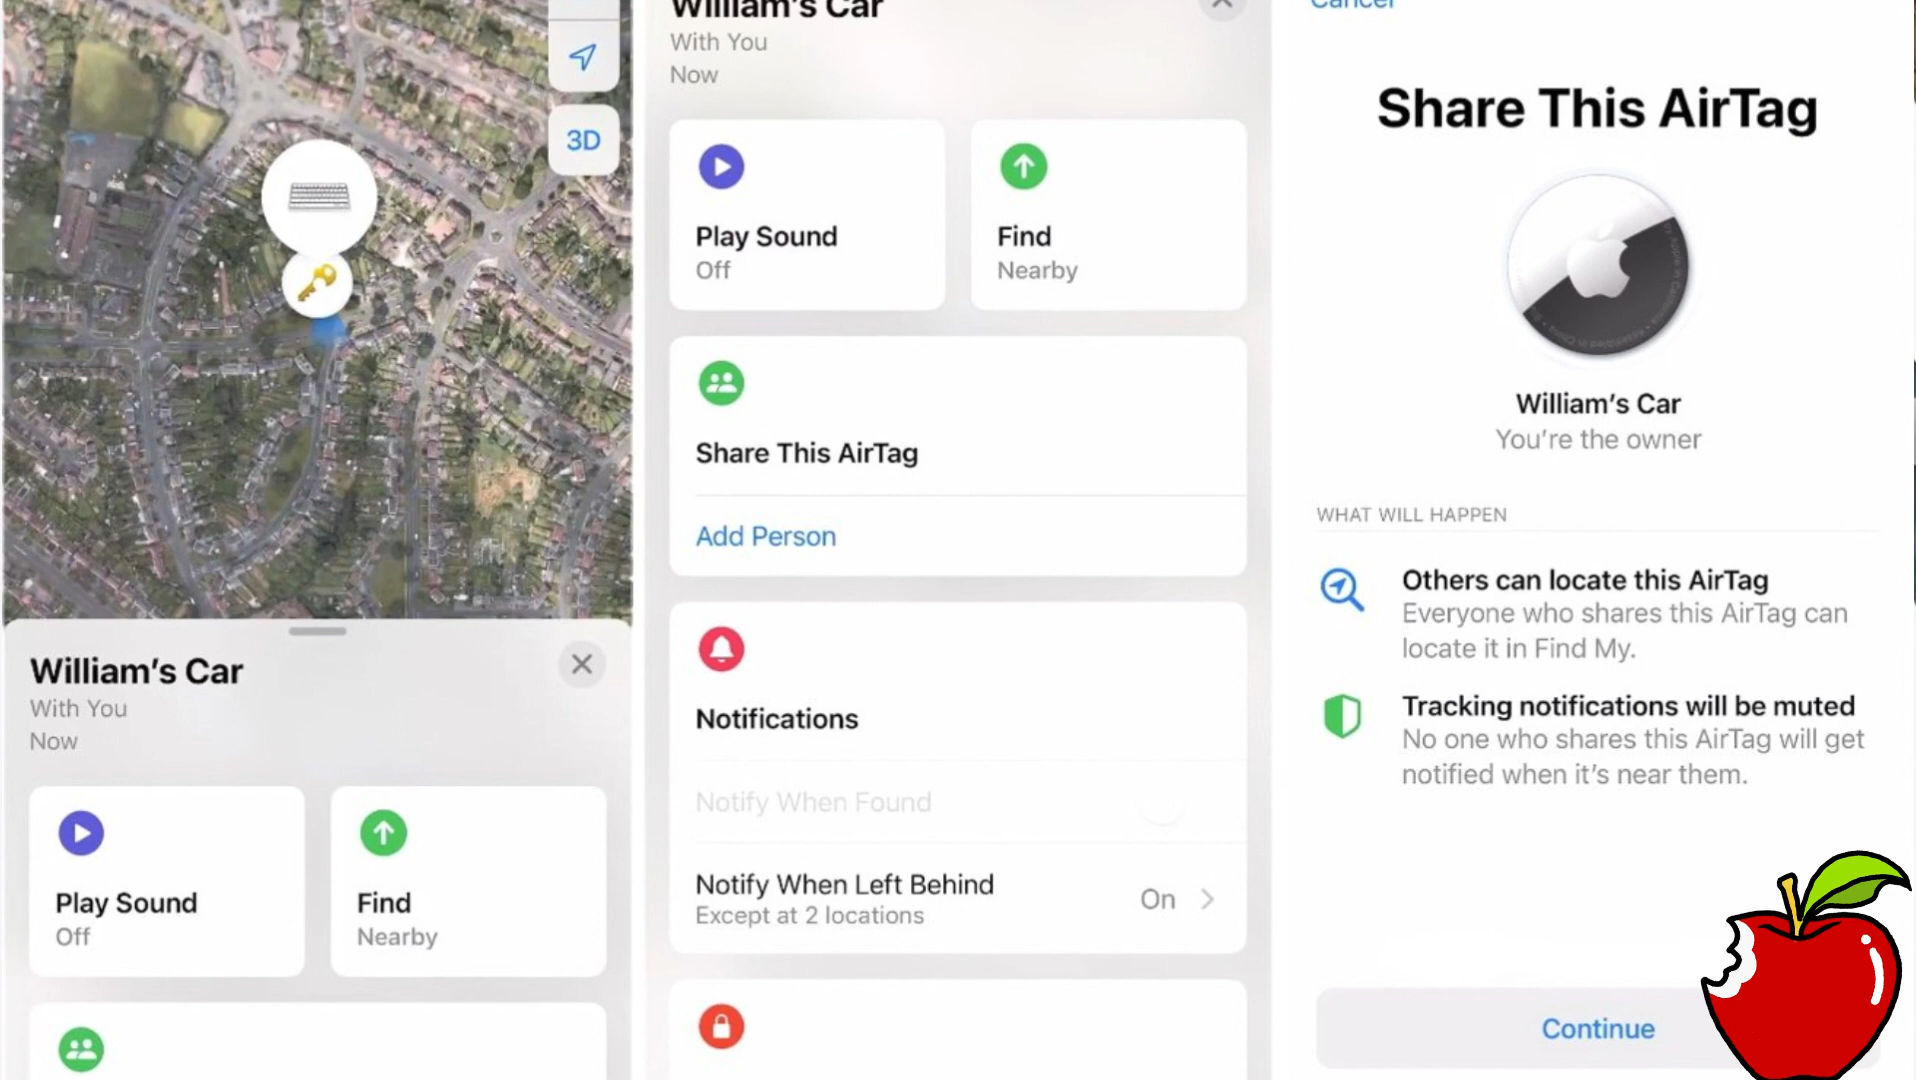 3D
William's Car
With You
Now
Play Sound
Off
Find
Nearby
William's Car
With You
Now
Play Sound
Off
Find
Nearby
Share This AirTag
Add Person
Notifications
Notify When Found
Notify When Left Behind
Except at 2 locations
On
Cancel
Share This AirTag
William's Car
You're the owner
WHAT WILL HAPPEN
Others can locate this AirTag
Everyone who shares this AirTag can
locate it in Find My.
Tracking notifications will be muted
No one who shares this AirTag will get
notified when it's near them.
Continue